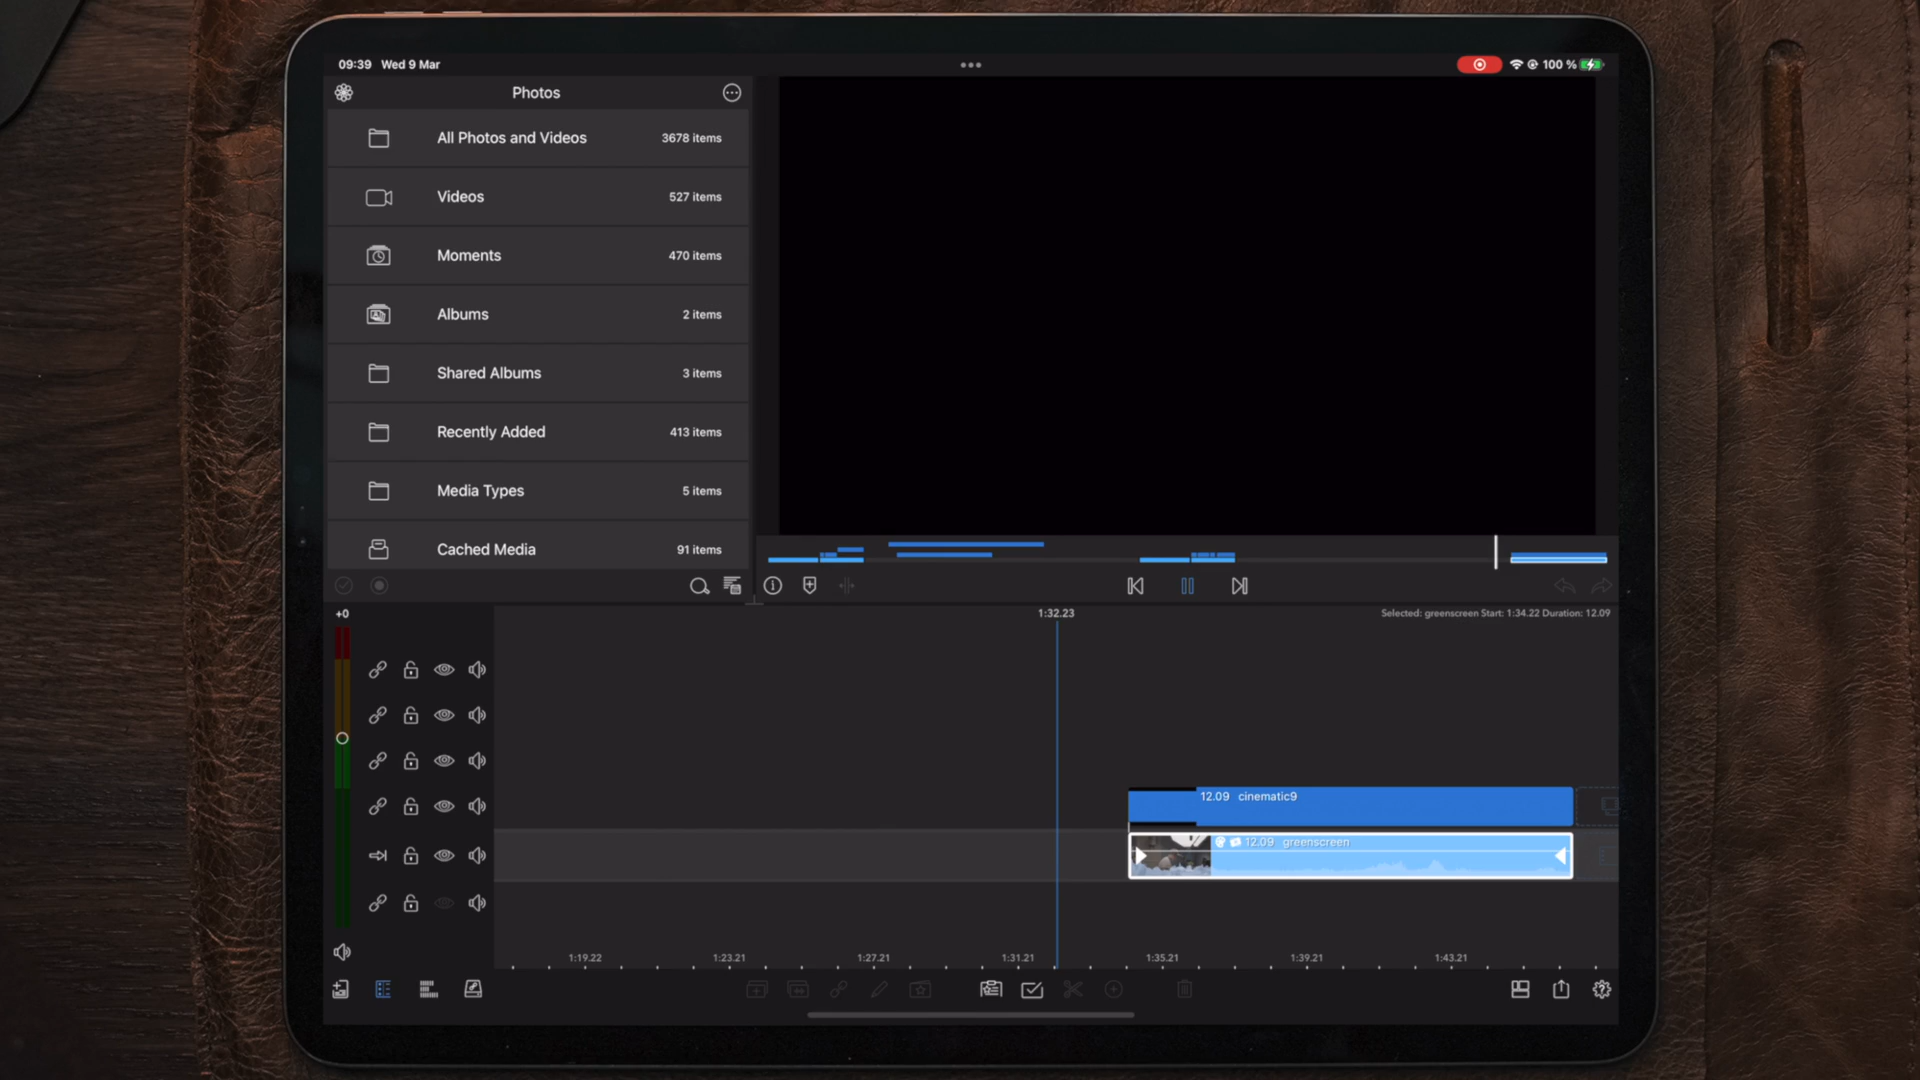 09:39 Wed 9 Mar
100 %
Photos
All Photos and Videos 3678 items
Videos 527 items
Moments 470 items
Albums 2 items
Shared Albums 3 items
Recently Added 413 items
Media Types 5 items
Cached Media 91 items
+0
1:32.23
Selected: greenscreen Start: 1:34.22 Duration: 12.09
12.09 cinematic9
12.09 greenscreen
1:19.22 1:23.21 1:27.21 1:31.21 1:35.21 1:39.21 1:43.21